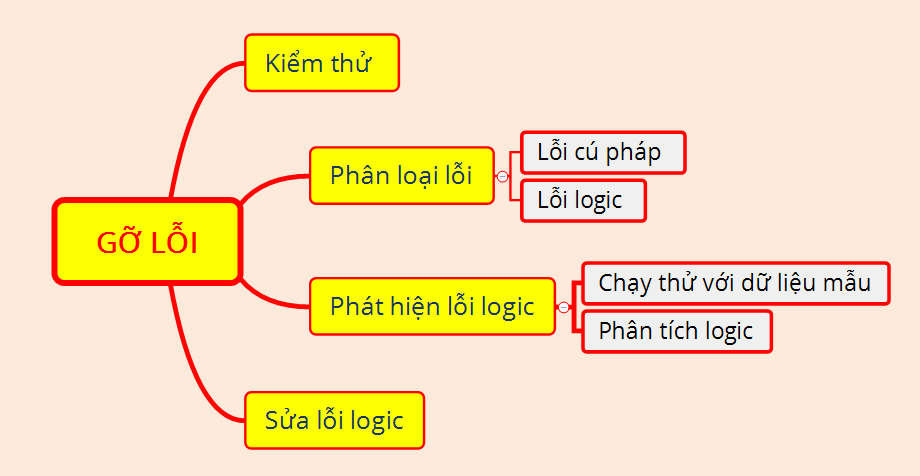 GỠ LỖI
Kiểm thử
Phân loại lỗi
Lỗi cú pháp
Lỗi logic
Phát hiện lỗi logic
Chạy thử với dữ liệu mẫu
Phân tích logic
Sửa lỗi logic